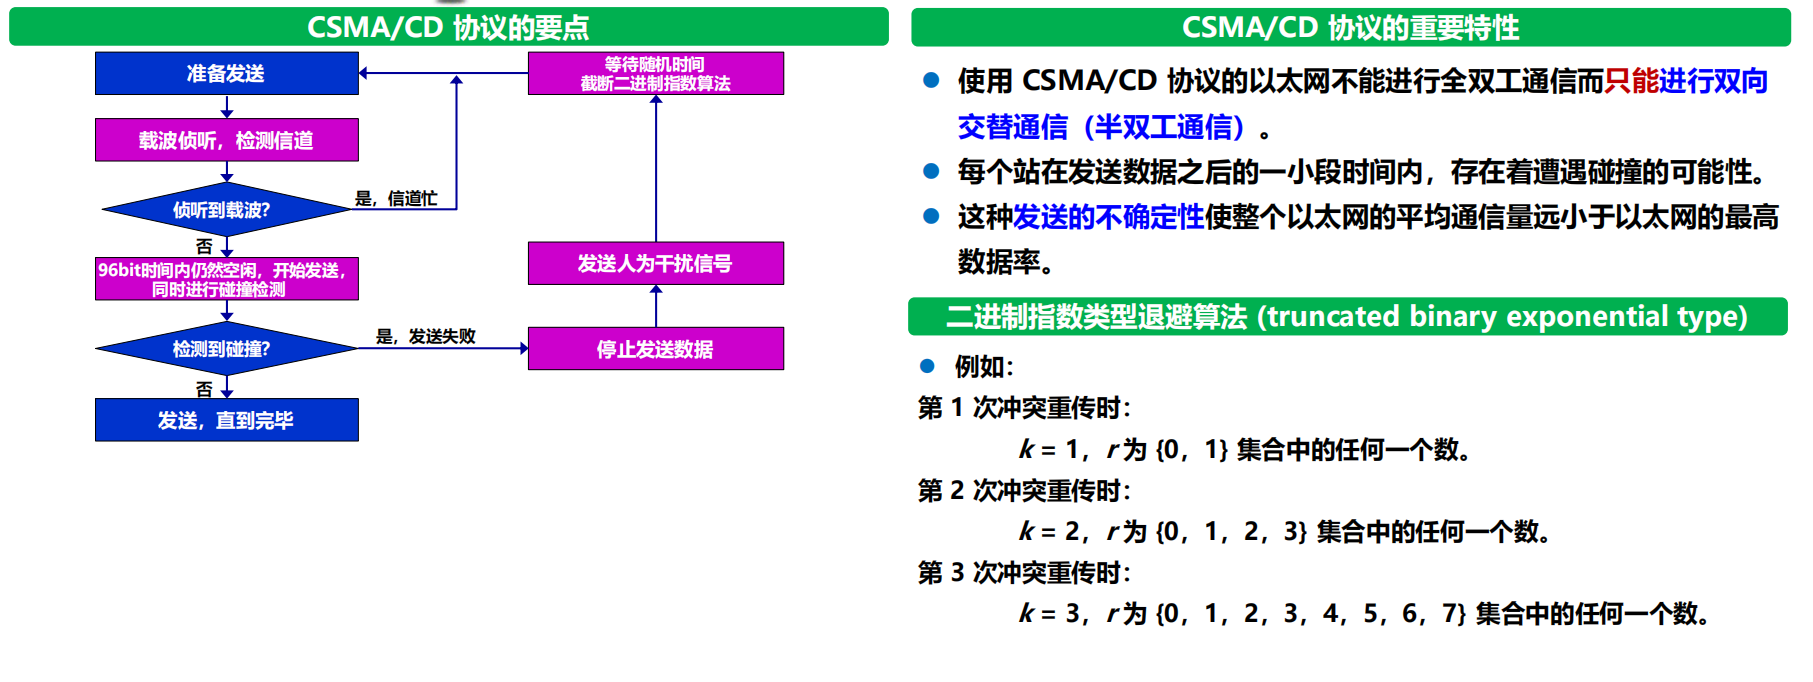 CSMA/CD 协议的要点
准备发送
载波侦听，检测信道
侦听到载波？
是，信道忙
否
96bit时间内仍然空闲，开始发送，
同时进行碰撞检测
检测到碰撞？
是，发送失败
否
发送，直到完毕
等待随机时间
截断二进制指数算法
发送人为干扰信号
停止发送数据
CSMA/CD 协议的重要特性
使用 CSMA/CD 协议的以太网不能进行全双工通信而只能进行双向
交替通信（半双工通信）。
每个站在发送数据之后的一小段时间内，存在着遭遇碰撞的可能性。
这种发送的不确定性使整个以太网的平均通信量远小于以太网的最高
数据率。
二进制指数类型退避算法 (truncated binary exponential type)
例如：
第 1 次冲突重传时：
k = 1，r 为 {0，1} 集合中的任何一个数。
第 2 次冲突重传时：
k = 2，r 为 {0，1，2，3} 集合中的任何一个数。
第 3 次冲突重传时：
k = 3，r 为 {0，1，2，3，4，5，6，7} 集合中的任何一个数。